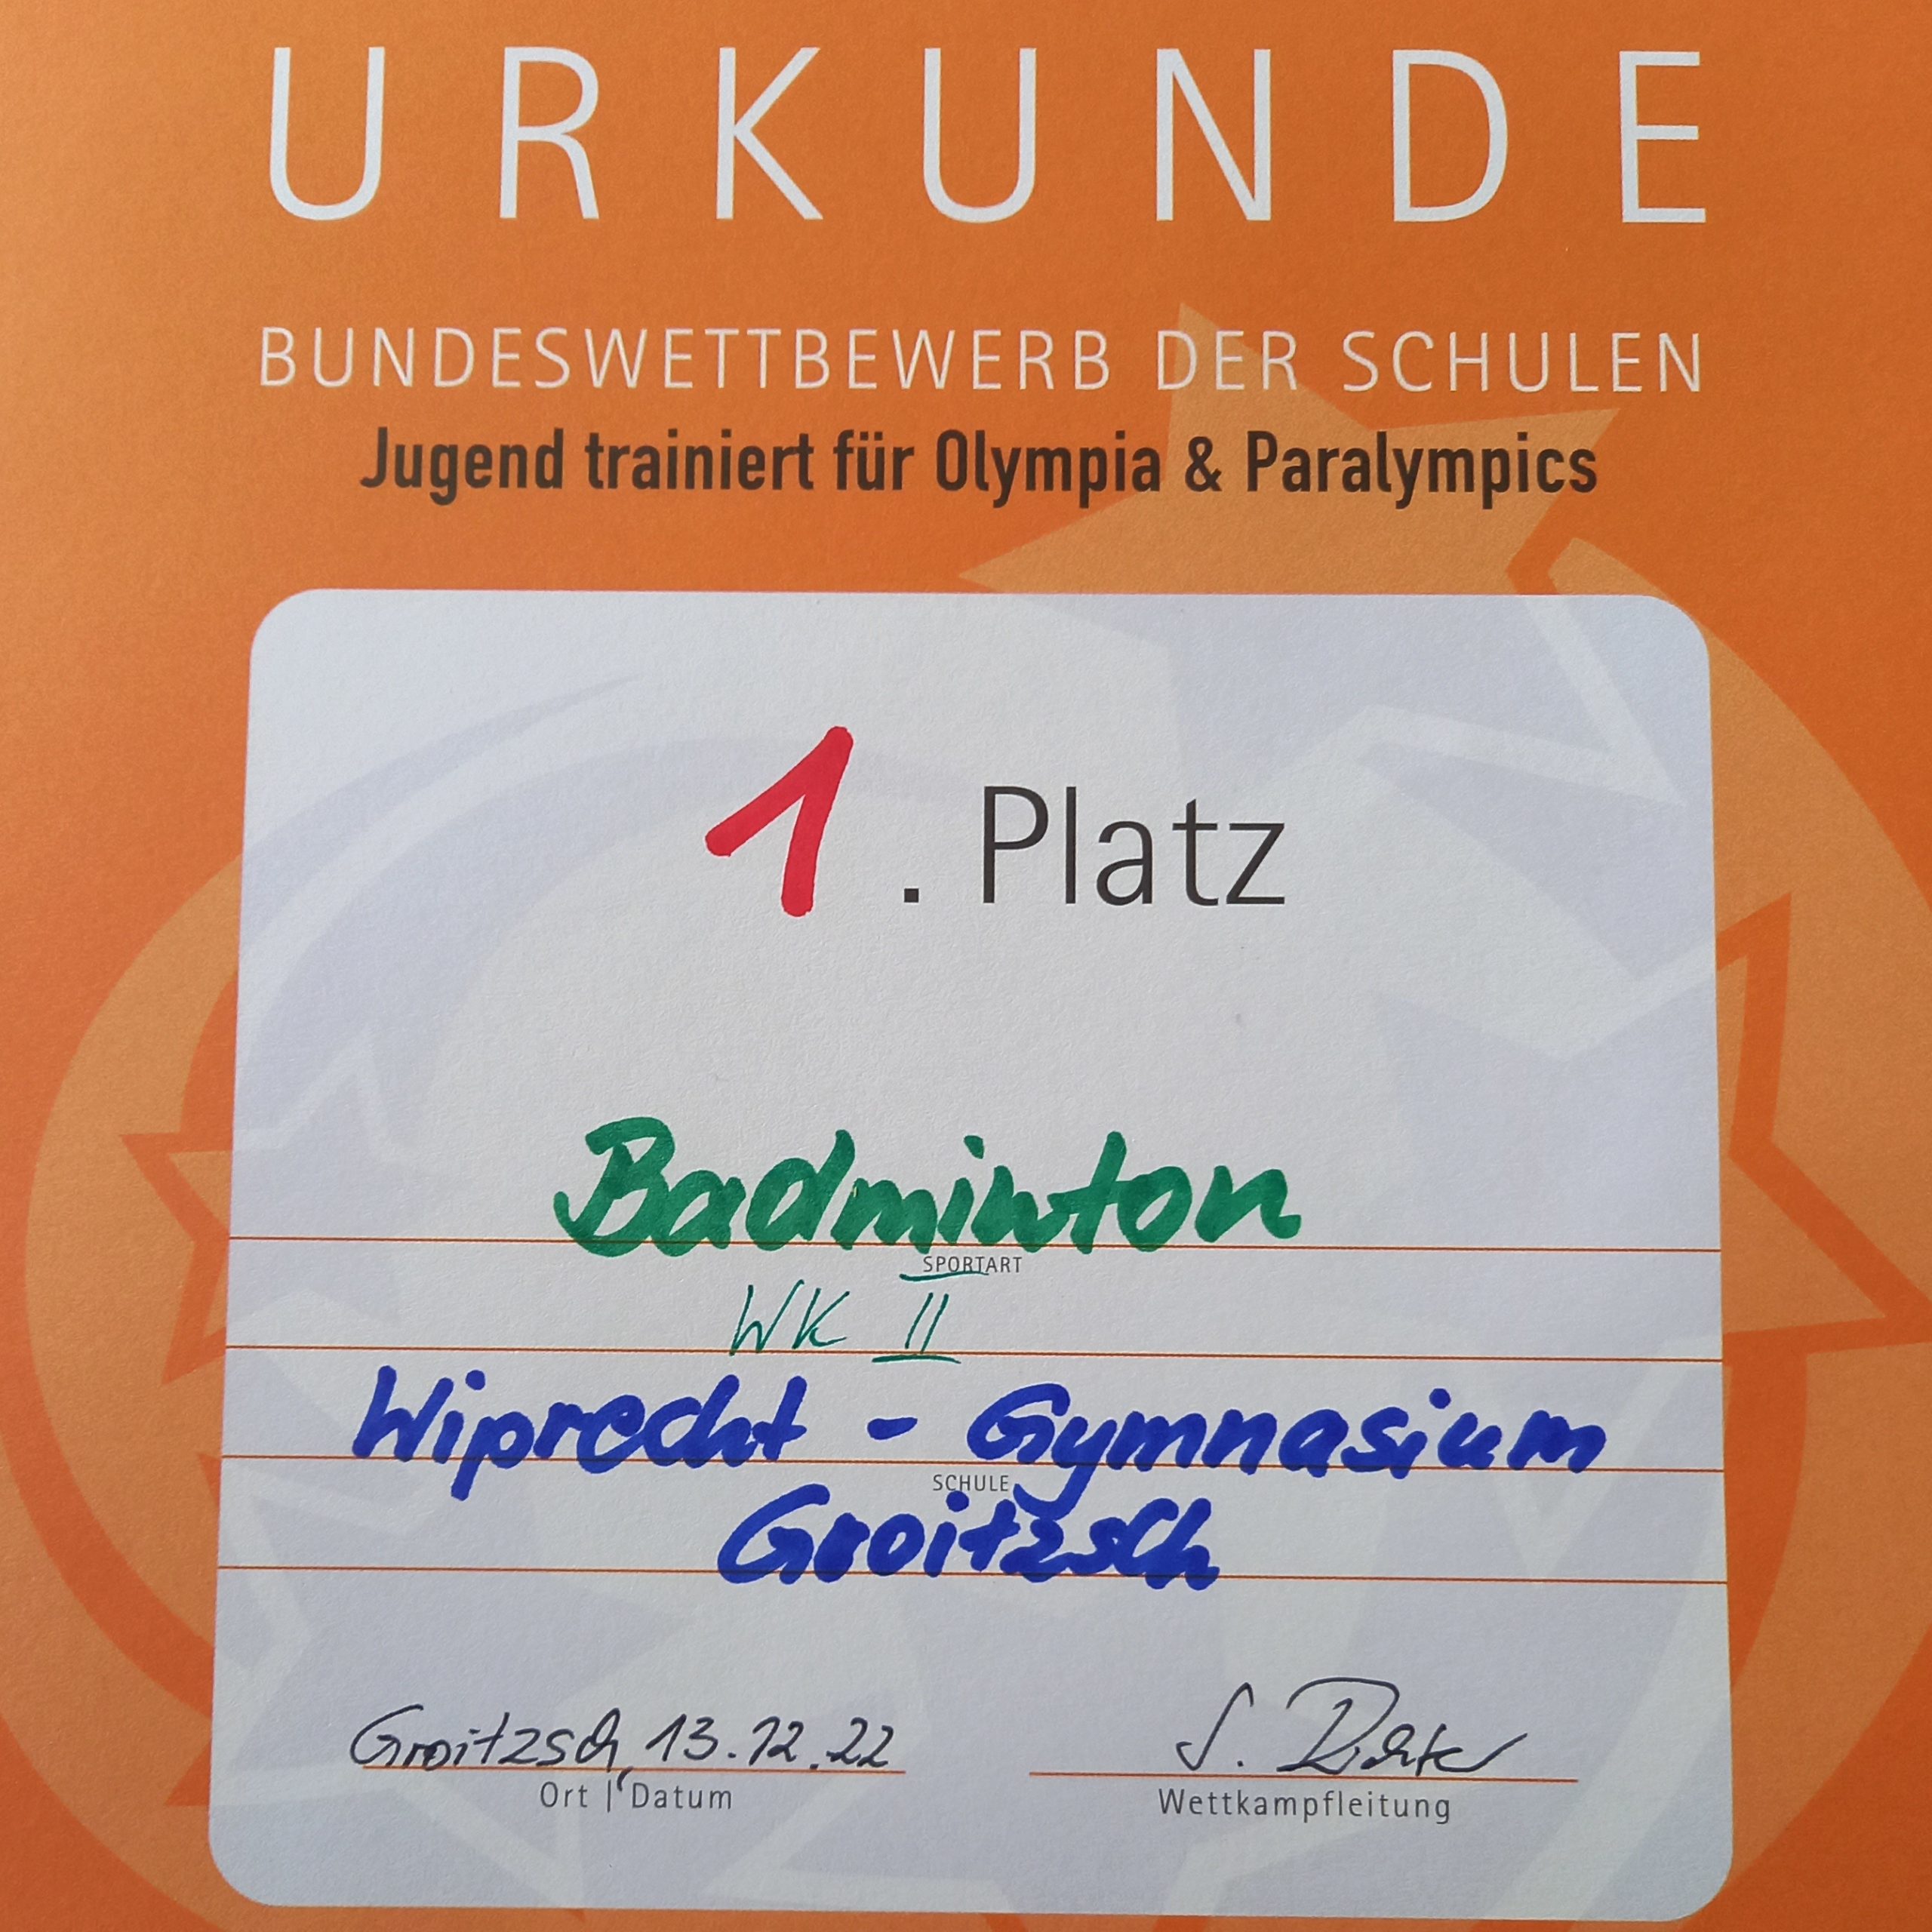 URKUNDE
BUNDESWETTBEWERB DER SCHULEN
Jugend trainiert für Olympia & Paralympics
1. Platz
Badminton
SPORTART
WK II
Wiprecht - Gymnasium
SCHULE
Groitzsch
Groitzsch, 13.12.22
Ort | Datum
S. Richter
Wettkampfleitung